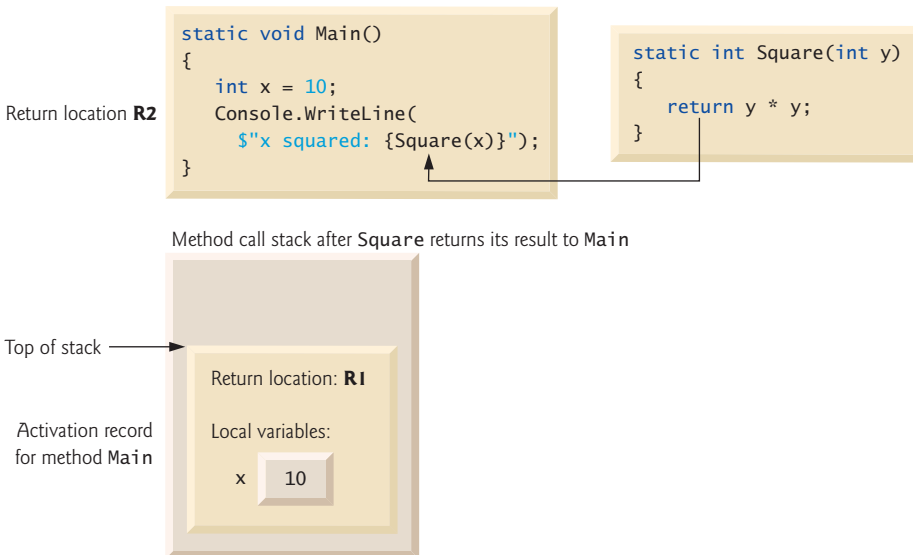 static void Main()
{
int x = 10;
Return location R2
Console.WriteLine(
$"x squared: {Square(x)}");
}
static int Square(int y)
{
return y * y;
}
Method call stack after Square returns its result to Main
Top of stack
Return location: R1
Activation record
for method Main
Local variables:
x 10